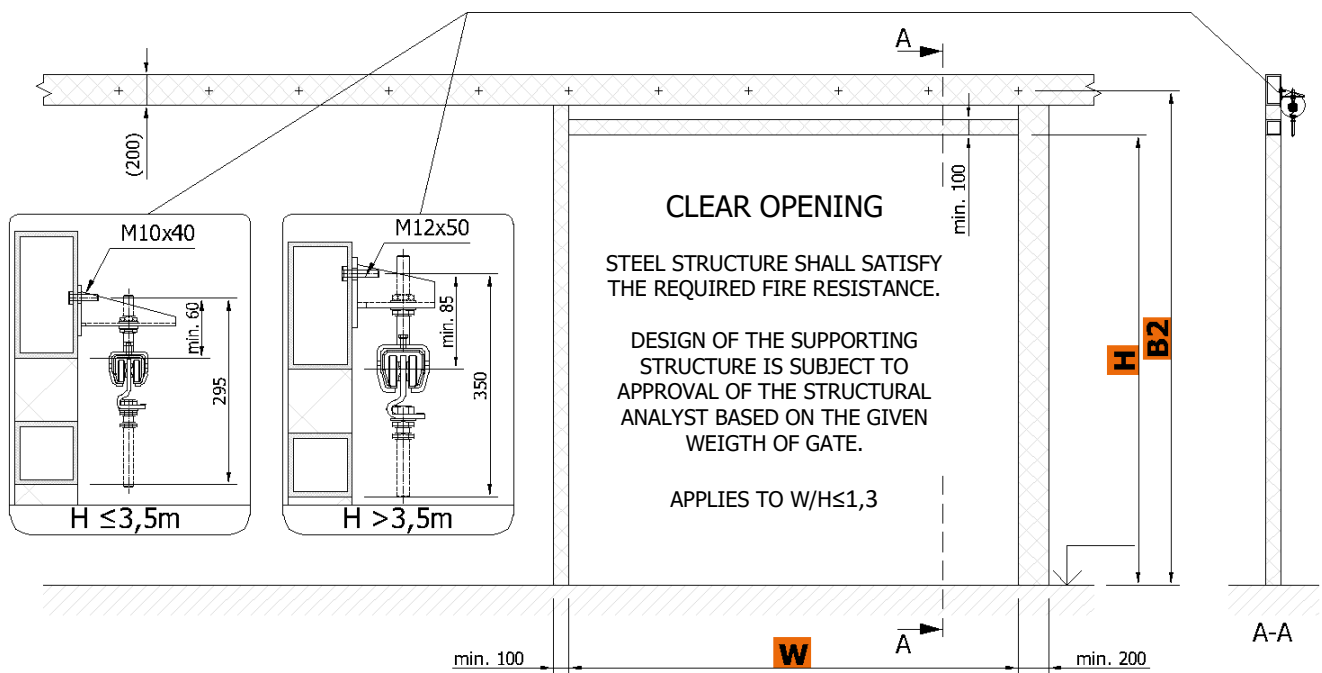 A
(200)
min. 100
B2
H
M10x40
min. 60
295
H ≤3,5m
M12x50
min. 85
350
H >3,5m
CLEAR OPENING
STEEL STRUCTURE SHALL SATISFY
THE REQUIRED FIRE RESISTANCE.
DESIGN OF THE SUPPORTING
STRUCTURE IS SUBJECT TO
APPROVAL OF THE STRUCTURAL
ANALYST BASED ON THE GIVEN
WEIGTH OF GATE.
APPLIES TO W/H≤1,3
A
A-A
min. 100
W
min. 200